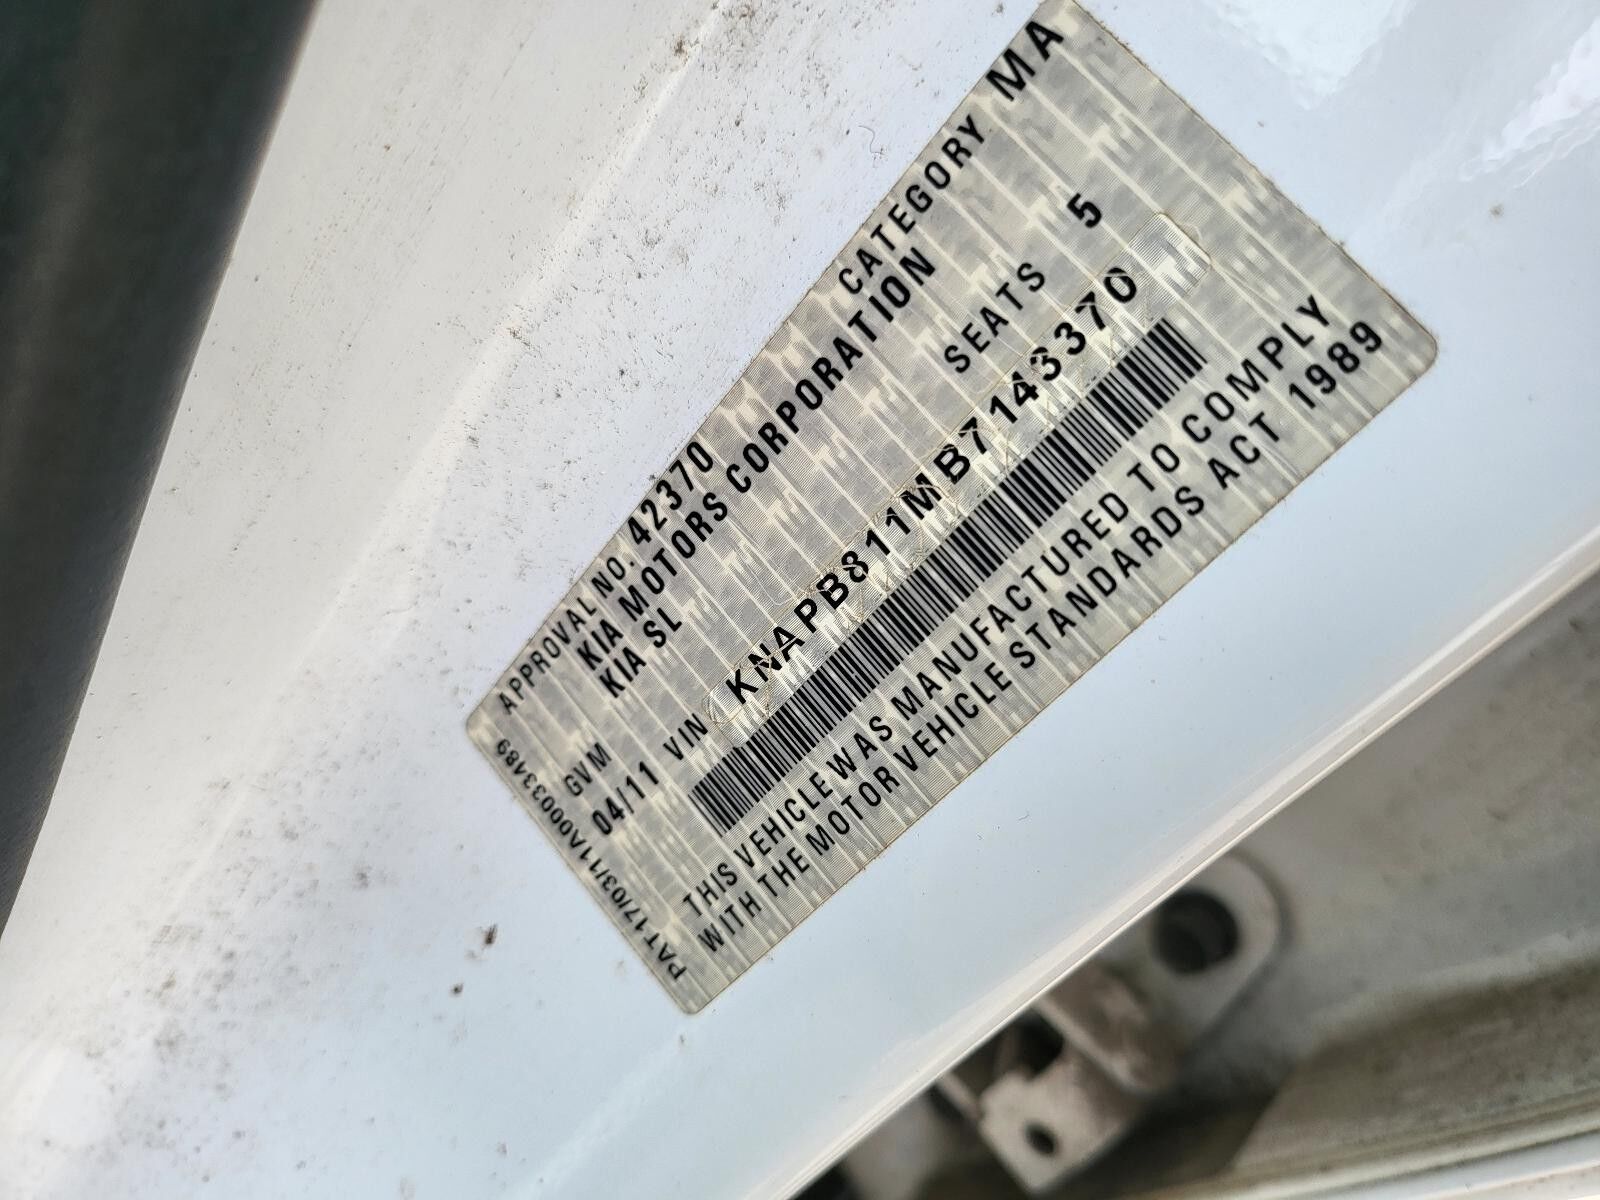 APPROVAL NO. 42370 CATEGORY MA
KIA MOTORS CORPORATION
KIA SL
GVM SEATS 5
04/11 VIN KNAPB811MB7143370
THIS VEHICLE WAS MANUFACTURED TO COMPLY
WITH THE MOTOR VEHICLE STANDARDS ACT 1989
PAT17/03/11A00033489